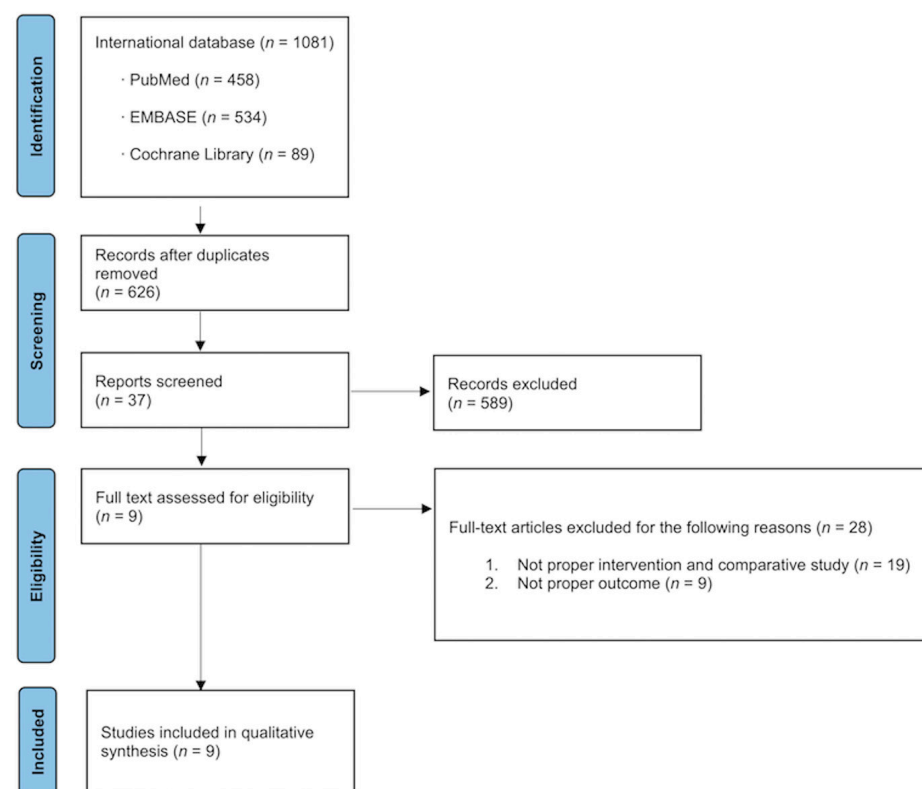 Identification
International database (n = 1081)
· PubMed (n = 458)
· EMBASE (n = 534)
· Cochrane Library (n = 89)
Screening
Records after duplicates
removed
(n = 626)
Reports screened
(n = 37)
Records excluded
(n = 589)
Eligibility
Full text assessed for eligibility
(n = 9)
Full-text articles excluded for the following reasons (n = 28)
1. Not proper intervention and comparative study (n = 19)
2. Not proper outcome (n = 9)
Included
Studies included in qualitative
synthesis (n = 9)